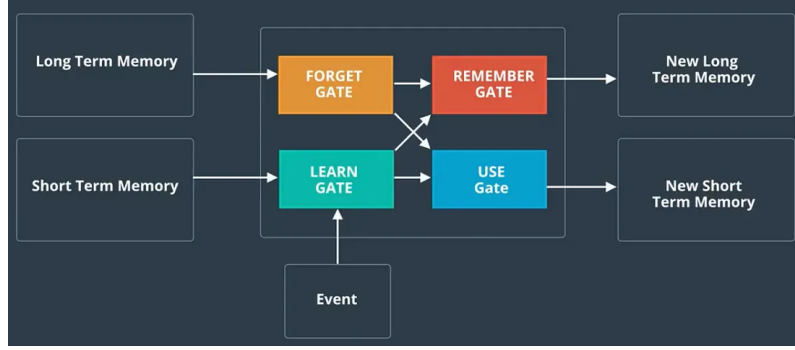 Long Term Memory
FORGET
GATE
REMEMBER
GATE
New Long
Term Memory
Short Term Memory
LEARN
GATE
USE
Gate
New Short
Term Memory
Event